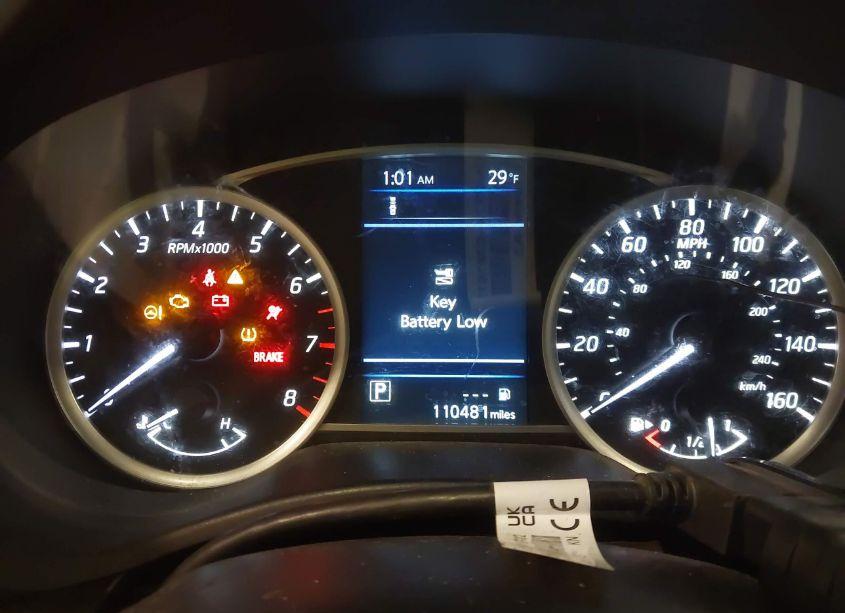 1:01 AM 29°F
Key
Battery Low
P ---
110481 miles
RPMx1000
1 2 3 4 5 6 7 8
BRAKE
H
MPH
20 40 60 80 100 120 140 160
40 80 120 160 200 240
km/h
0 1/2 1
UK
CA
CE